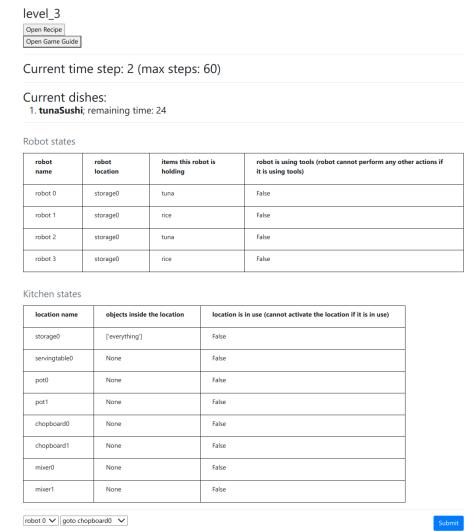 level_3
Open Recipe
Open Game Guide
Current time step: 2 (max steps: 60)
Current dishes:
1. tunaSushi; remaining time: 24
Robot states
robot name robot location items this robot is holding robot is using tools (robot cannot perform any other actions if it is using tools)
robot 0 storage0 tuna False
robot 1 storage0 rice False
robot 2 storage0 tuna False
robot 3 storage0 rice False
Kitchen states
location name objects inside the location location is in use (cannot activate the location if it is in use)
storage0 ['everything'] False
servingtable0 None False
pot0 None False
pot1 None False
chopboard0 None False
chopboard1 None False
mixer0 None False
mixer1 None False
robot 0 goto chopboard0 Submit